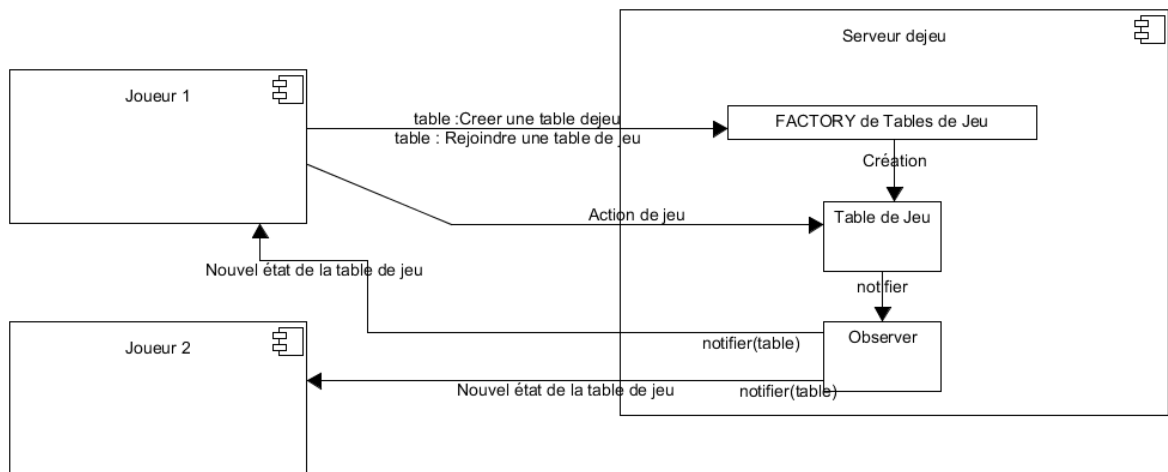 Serveur dejeu
Joueur 1
table :Creer une table dejeu
table : Rejoindre une table de jeu
FACTORY de Tables de Jeu
Création
Table de Jeu
Action de jeu
Nouvel état de la table de jeu
notifier
Joueur 2
Observer
notifier(table)
Nouvel état de la table de jeu
notifier(table)